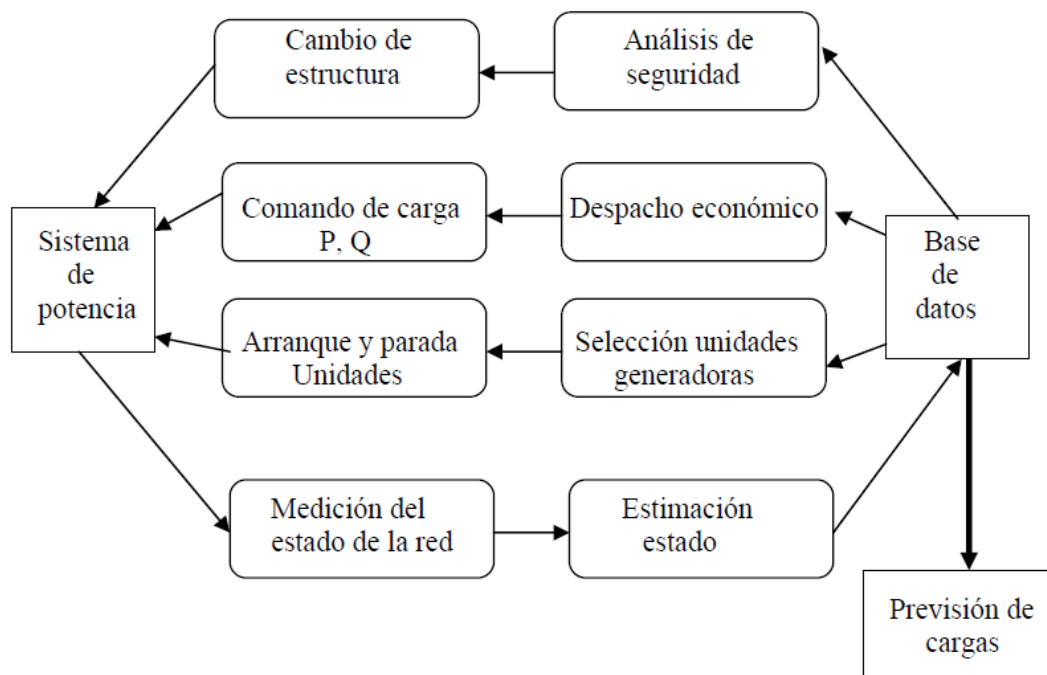 Cambio de
estructura
Análisis de
seguridad
Comando de carga
P, Q
Despacho económico
Sistema
de
potencia
Base
de
datos
Arranque y parada
Unidades
Selección unidades
generadoras
Medición del
estado de la red
Estimación
estado
Previsión de
cargas